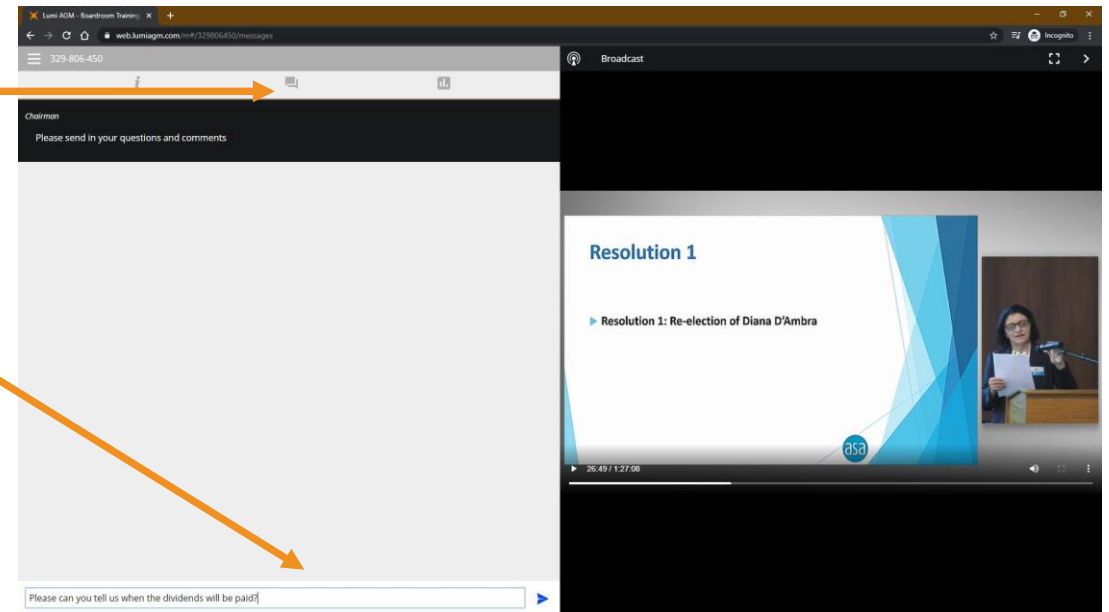 Lumi AGM - Boardroom Training
web.lumiagm.com/m#/329806450/messages
Incognito
329-806-450
Broadcast
i
Chairman
Please send in your questions and comments
Resolution 1
Resolution 1: Re-election of Diana D'Ambra
asa
26:49 / 1:27:08
Please can you tell us when the dividends will be paid?